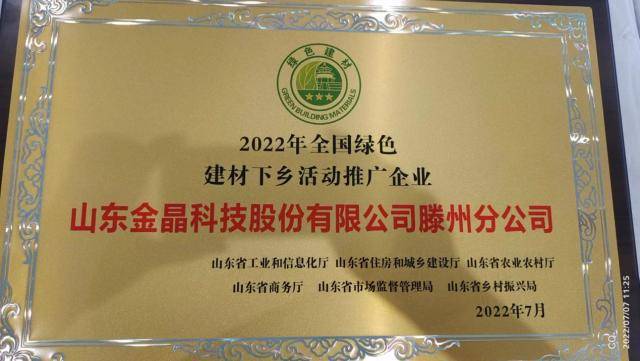 绿色建材
GREEN BUILDING MATERIALS
2022年全国绿色
建材下乡活动推广企业
山东金晶科技股份有限公司滕州分公司
山东省工业和信息化厅 山东省住房和城乡建设厅 山东省农业农村厅
山东省商务厅 山东省市场监督管理局 山东省乡村振兴局
2022年7月
2022/07/07 11:25